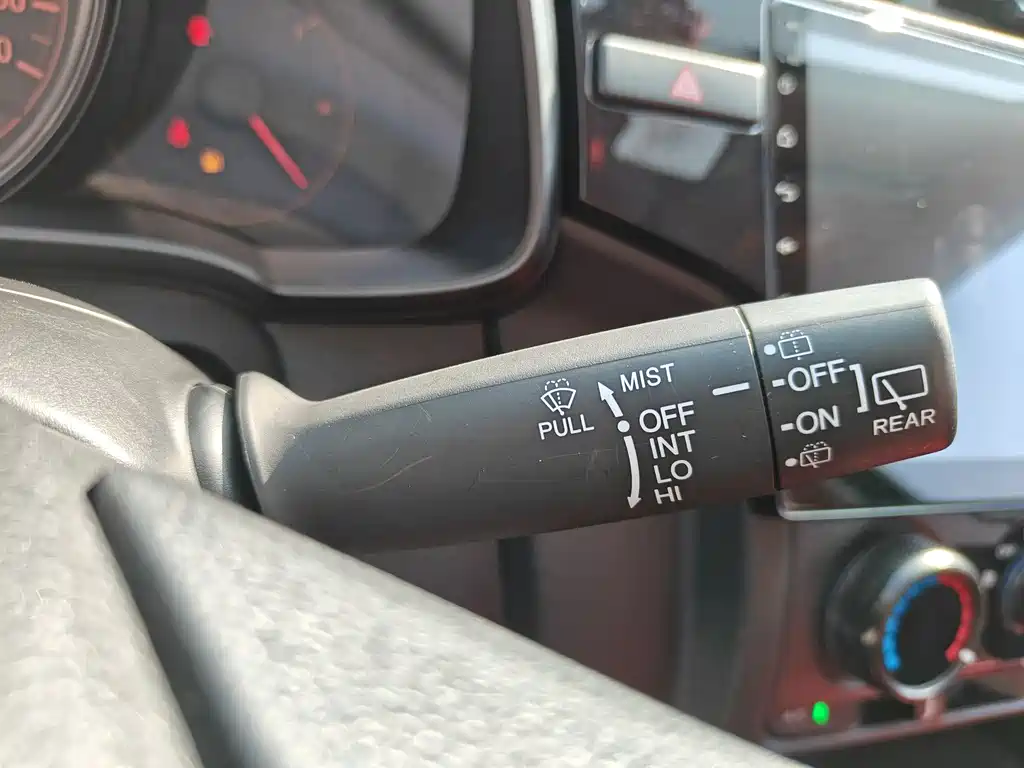 MIST
PULL
OFF
INT
LO
HI
OFF
ON
REAR